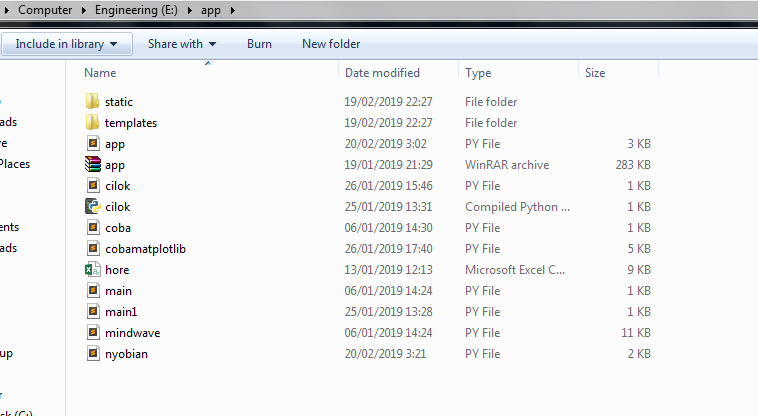 Computer Engineering (E:) app
Include in library Share with Burn New folder
Name Date modified Type Size
static 19/02/2019 22:27 File folder
templates 19/02/2019 22:27 File folder
app 20/02/2019 3:02 PY File 3 KB
app 19/01/2019 21:29 WinRAR archive 283 KB
cilok 26/01/2019 15:46 PY File 1 KB
cilok 25/01/2019 13:31 Compiled Python ... 1 KB
coba 06/01/2019 14:30 PY File 1 KB
cobamatplotlib 26/01/2019 17:40 PY File 5 KB
hore 13/01/2019 12:13 Microsoft Excel C... 9 KB
main 06/01/2019 14:24 PY File 1 KB
main1 25/01/2019 13:28 PY File 1 KB
mindwave 06/01/2019 14:24 PY File 11 KB
nyobian 20/02/2019 3:21 PY File 2 KB
ads
ve
Places
ents
ads
up
r